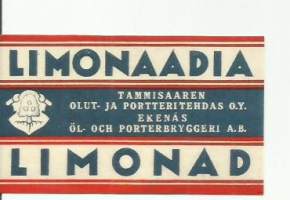 LIMONAADIA
TAMMISAAREN
OLUT- JA PORTTERITEHDAS O.Y.
EKENÄS
ÖL- OCH PORTERBRYGGERI A.B.
LIMONAD